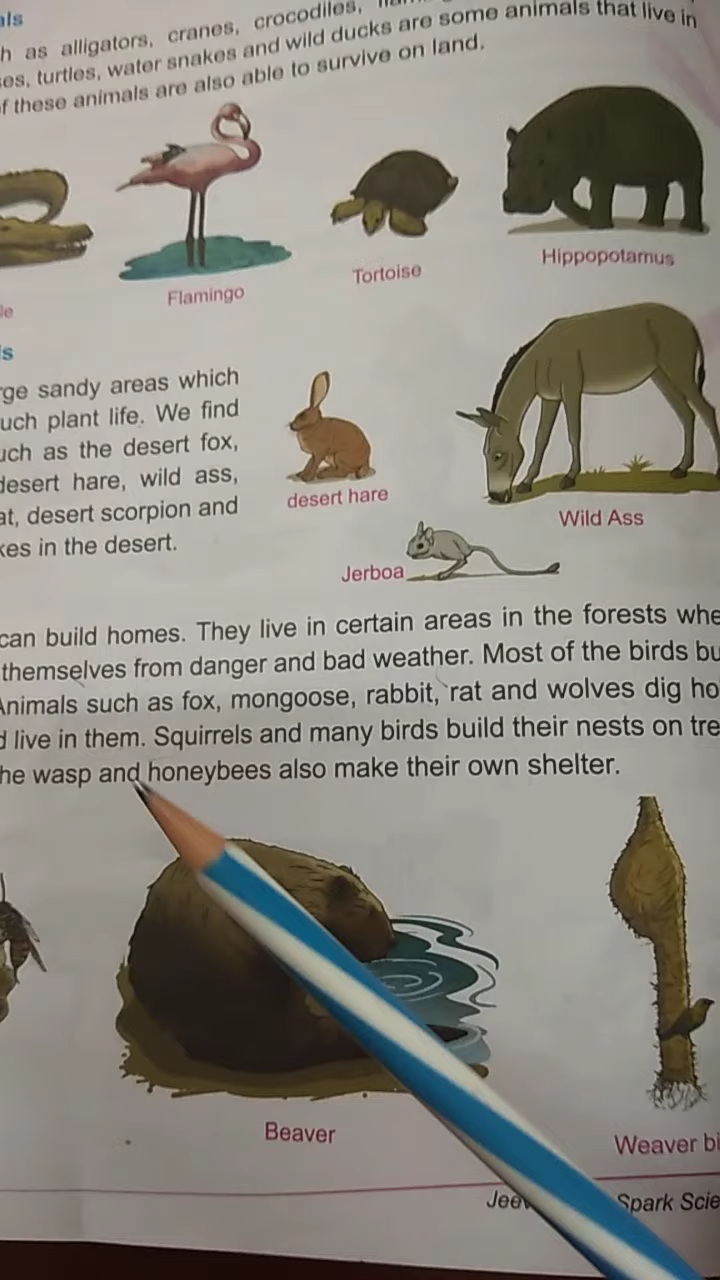 als
h as alligators, cranes, crocodiles,
es, turtles, water snakes and wild ducks are some animals that live in
f these animals are also able to survive on land.
Flamingo
Tortoise
Hippopotamus
le
s
rge sandy areas which
uch plant life. We find
uch as the desert fox,
desert hare, wild ass,
at, desert scorpion and
kes in the desert.
desert hare
Wild Ass
Jerboa
can build homes. They live in certain areas in the forests whe
themselves from danger and bad weather. Most of the birds bu
Animals such as fox, mongoose, rabbit, rat and wolves dig ho
d live in them. Squirrels and many birds build their nests on tre
he wasp and honeybees also make their own shelter.
Beaver
Weaver bi
Spark Scie